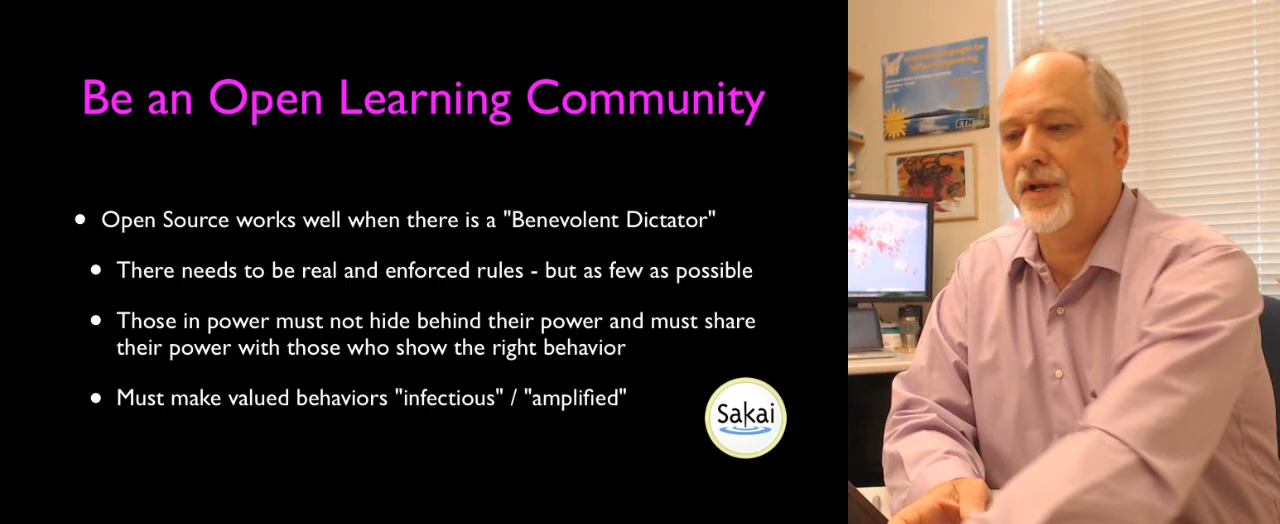 Be an Open Learning Community
Open Source works well when there is a "Benevolent Dictator"
There needs to be real and enforced rules - but as few as possible
Those in power must not hide behind their power and must share
their power with those who show the right behavior
Must make valued behaviors "infectious" / "amplified"
Sakai
ETH